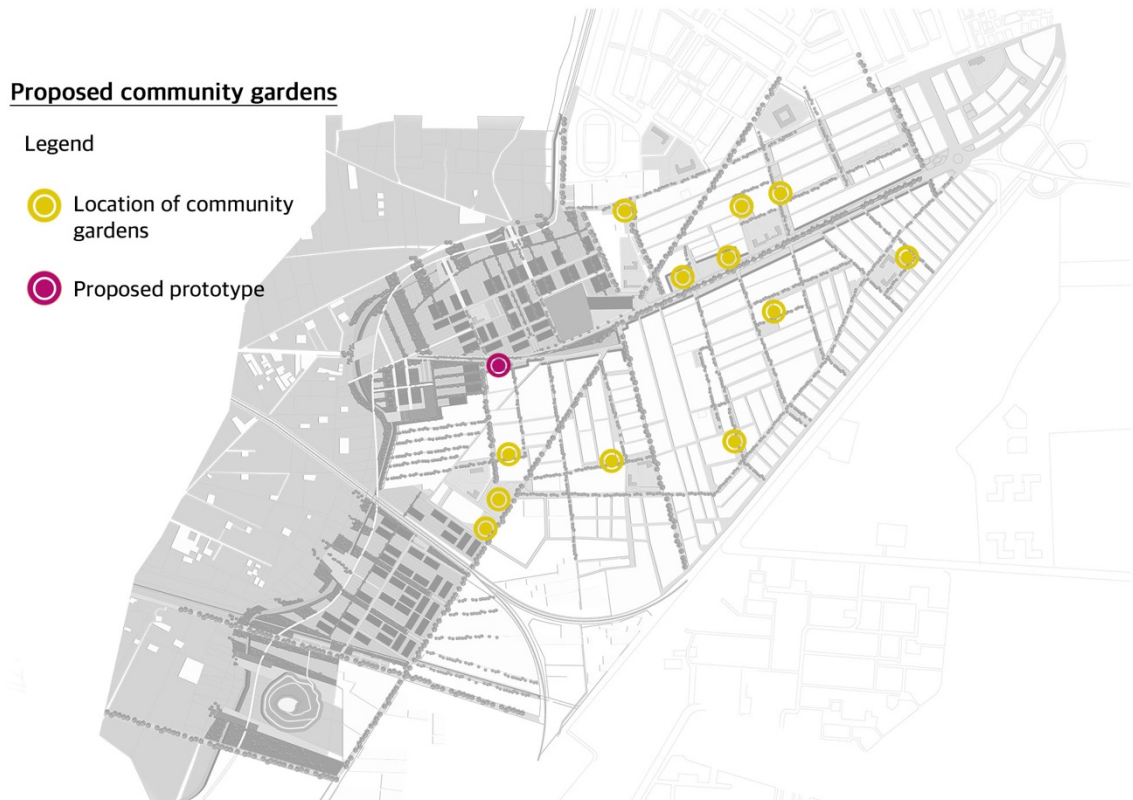 Proposed community gardens
Legend
Location of community
gardens
Proposed prototype